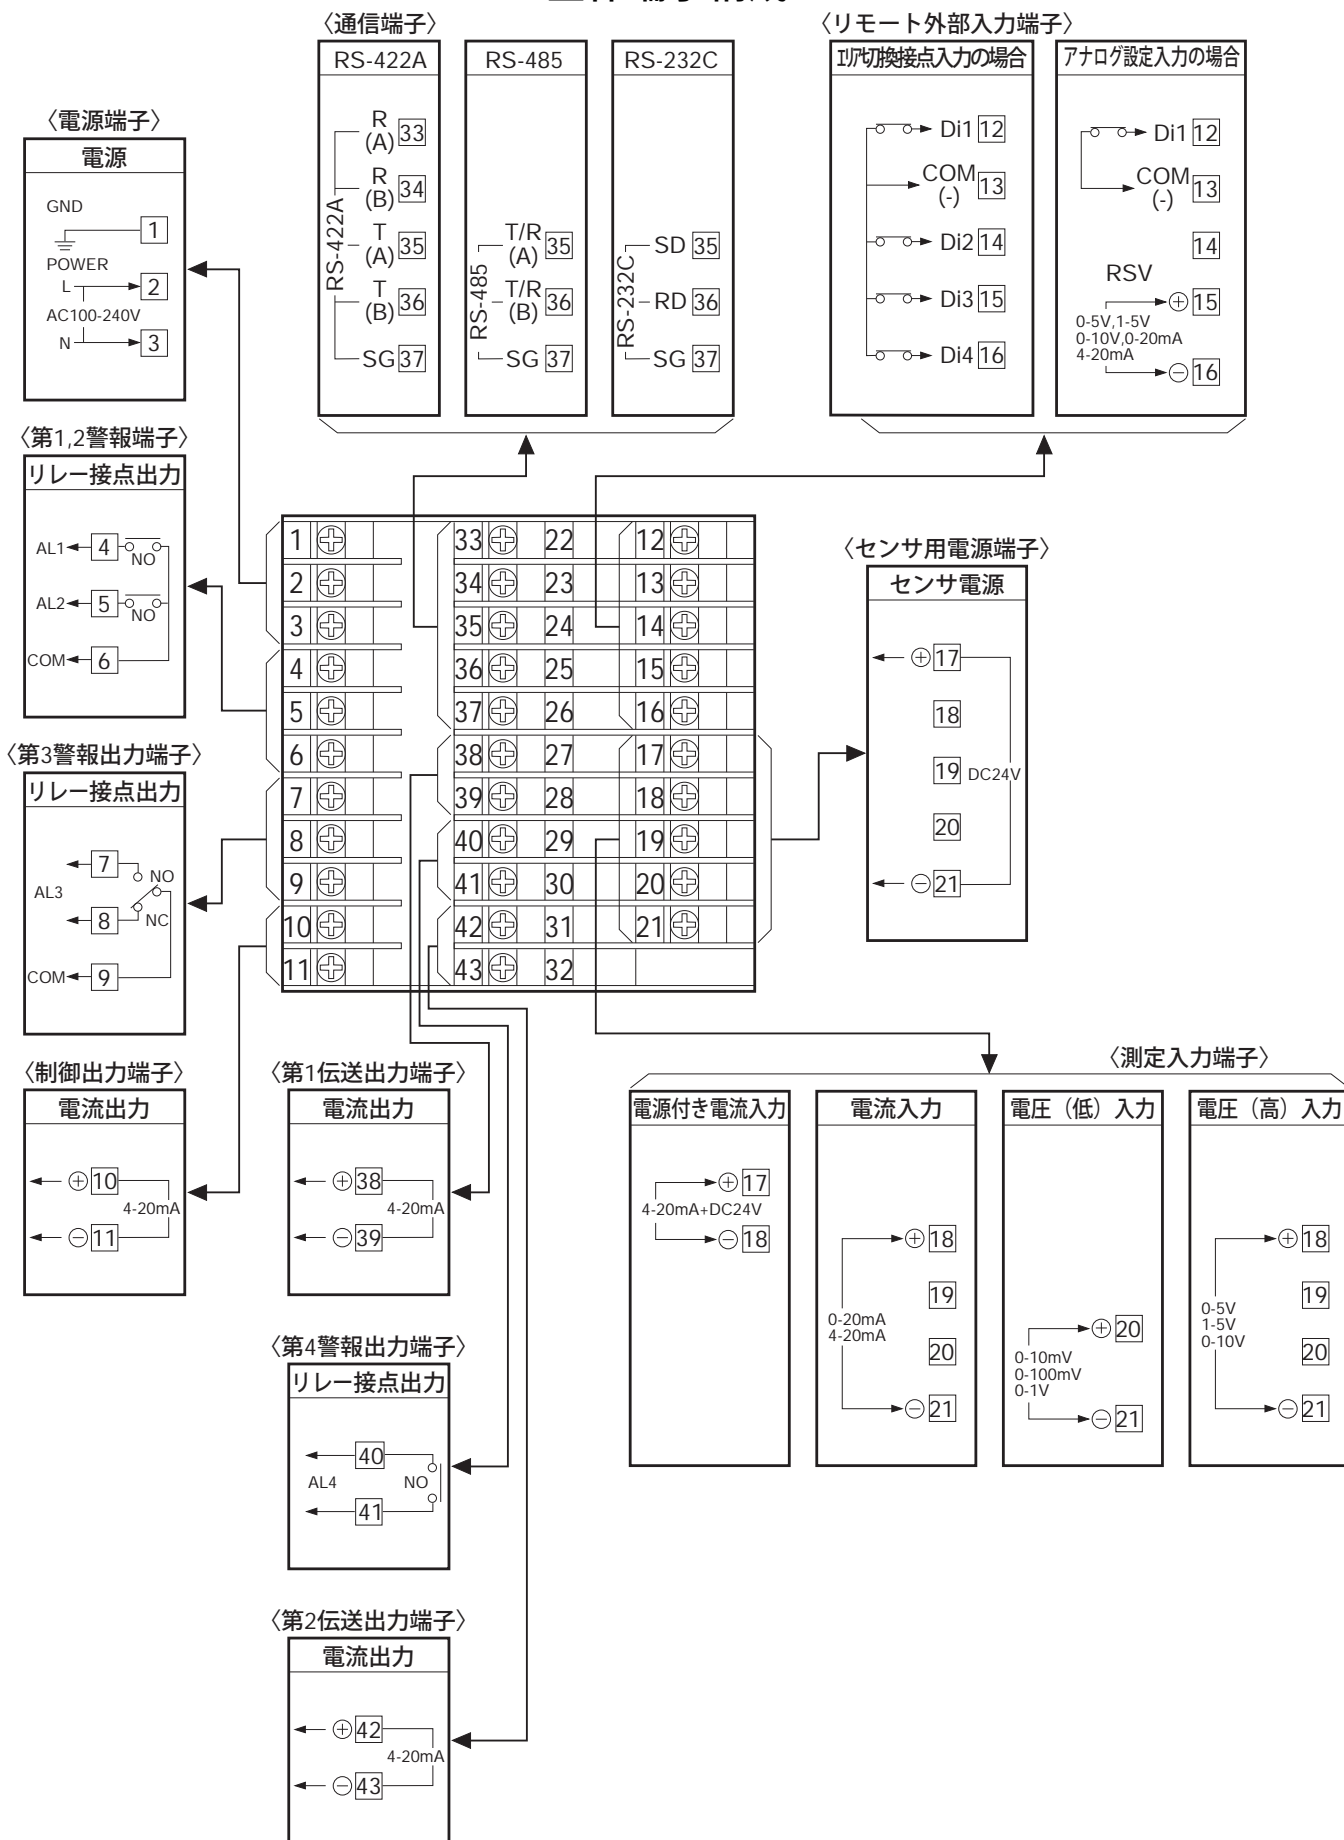 〈通信端子〉
RS-422A
R
(A) 33
R
(B) 34
T
(A) 35
T
(B) 36
SG 37
RS-422A
RS-485
T/R
(A) 35
T/R
(B) 36
SG 37
RS-485
RS-232C
SD 35
RD 36
SG 37
RS-232C
〈リモート外部入力端子〉
エリア切換接点入力の場合
Di1 12
COM
(-) 13
Di2 14
Di3 15
Di4 16
アナログ設定入力の場合
Di1 12
COM
(-) 13
14
RSV
⊕ 15
0-5V,1-5V
0-10V,0-20mA
4-20mA
⊖ 16
〈電源端子〉
電源
GND
1
POWER
L 2
AC100-240V
N 3
〈第1,2警報端子〉
リレー接点出力
AL1 4
NO
AL2 5
NO
COM 6
〈第3警報出力端子〉
リレー接点出力
7
NO
AL3
8
NC
COM 9
1 33 22 12
2 34 23 13
3 35 24 14
4 36 25 15
5 37 26 16
6 38 27 17
7 39 28 18
8 40 29 19
9 41 30 20
10 42 31 21
11 43 32
〈センサ用電源端子〉
センサ電源
⊕ 17
18
19 DC24V
20
⊖ 21
〈制御出力端子〉
電流出力
⊕ 10
4-20mA
⊖ 11
〈第1伝送出力端子〉
電流出力
⊕ 38
4-20mA
⊖ 39
〈第4警報出力端子〉
リレー接点出力
40
AL4 NO
41
〈第2伝送出力端子〉
電流出力
⊕ 42
4-20mA
⊖ 43
〈測定入力端子〉
電源付き電流入力
⊕ 17
4-20mA+DC24V
⊖ 18
電流入力
⊕ 18
19
0-20mA
4-20mA
20
⊖ 21
電圧（低）入力
⊕ 20
0-10mV
0-100mV
0-1V
⊖ 21
電圧（高）入力
⊕ 18
19
0-5V
1-5V
0-10V
20
⊖ 21